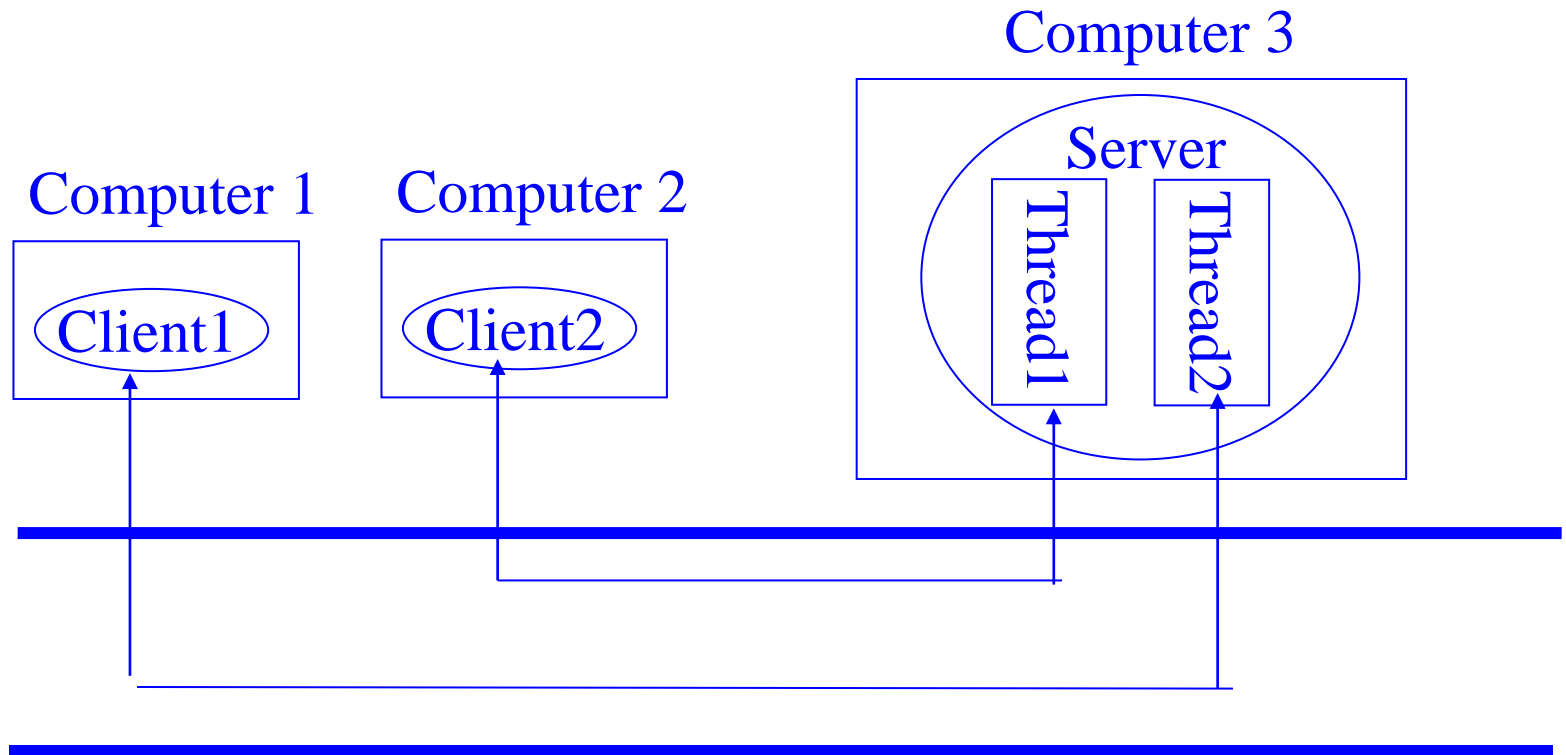 Computer 3
Server
Computer 1
Computer 2
Thread1
Thread2
Client1
Client2